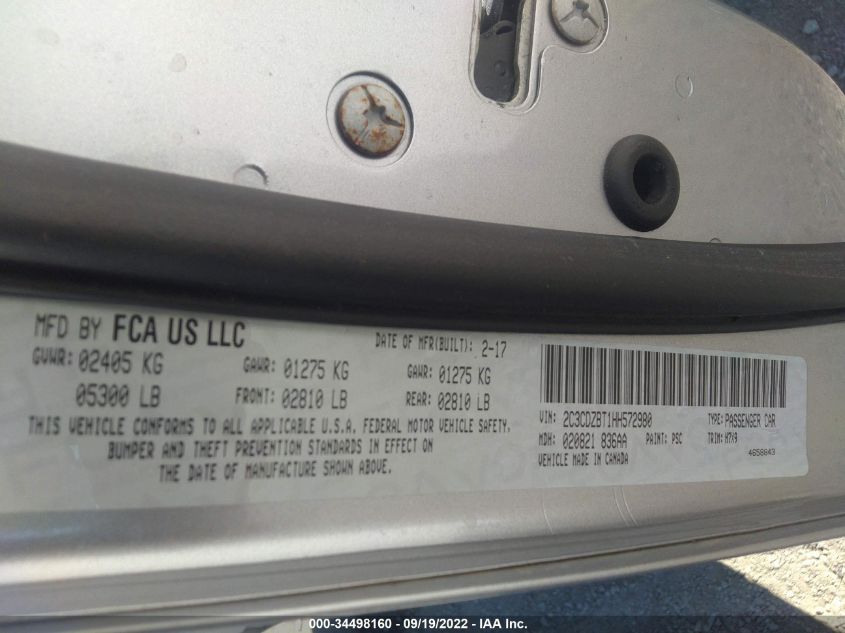 MFD BY FCA US LLC
DATE OF MFR(BUILT): 2-17
GVWR: 02405 KG GAWR: 01275 KG GAWR: 01275 KG
05300 LB FRONT: 02810 LB REAR: 02810 LB
THIS VEHICLE CONFORMS TO ALL APPLICABLE U.S.A. FEDERAL MOTOR VEHICLE SAFETY,
BUMPER AND THEFT PREVENTION STANDARDS IN EFFECT ON
THE DATE OF MANUFACTURE SHOWN ABOVE.
VIN: 2C3CDZBT1HH572980 TYPE: PASSENGER CAR
MDH: 020821 836AA PAINT: PSC TRIM: H7X9
VEHICLE MADE IN CANADA 4658843
000-34498160 - 09/19/2022 - IAA Inc.